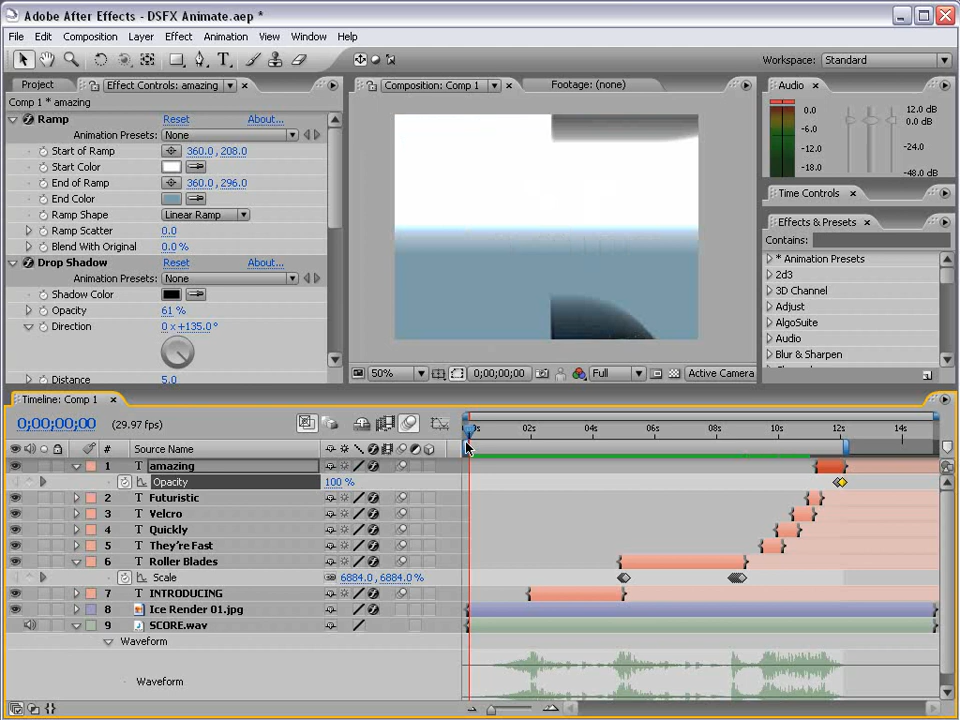 Adobe After Effects - DSFX Animate.aep *
File Edit Composition Layer Effect Animation View Window Help
Workspace: Standard
Project Effect Controls: amazing
Comp 1 * amazing
Ramp Reset About...
Animation Presets: None
Start of Ramp 360.0, 208.0
Start Color
End of Ramp 360.0, 296.0
End Color
Ramp Shape Linear Ramp
Ramp Scatter 0.0
Blend With Original 0.0 %
Drop Shadow Reset About...
Animation Presets: None
Shadow Color
Opacity 61 %
Direction 0 x +135.0 °
Distance 5.0
Composition: Comp 1 Footage: (none)
50% 0;00;00;00 Full Active Camera
Audio
0.0 12.0 dB
-6.0 0.0 dB
-12.0 -24.0
-18.0 -48.0 dB
Time Controls
Effects & Presets
Contains:
* Animation Presets
2d3
3D Channel
Adjust
AlgoSuite
Audio
Blur & Sharpen
Timeline: Comp 1
0;00;00;00 (29.97 fps)
02s 04s 06s 08s 10s 12s 14s
# Source Name
1 T amazing
Opacity 100 %
2 T Futuristic
3 T Velcro
4 T Quickly
5 T They're Fast
6 T Roller Blades
Scale 6884.0, 6884.0 %
7 T INTRODUCING
8 Ice Render 01.jpg
9 SCORE.wav
Waveform
Waveform